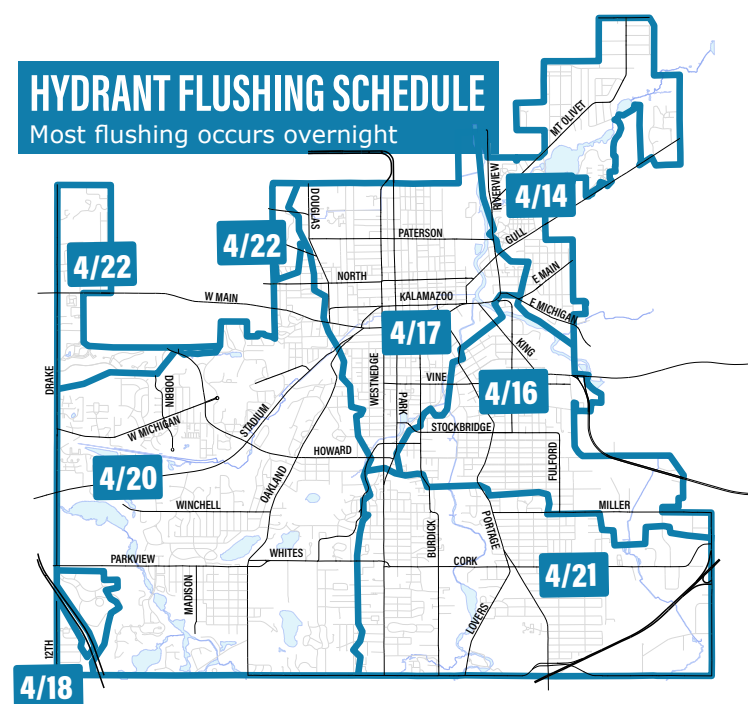 HYDRANT FLUSHING SCHEDULE
Most flushing occurs overnight
MT OLIVET
RIVERVIEW
4/14
DOUGLAS
4/22
4/22
PATERSON
GULL
NORTH
E MAIN
W MAIN
KALAMAZOO
E MICHIGAN
4/17
KING
DRAKE
WESTNEDGE
VINE
4/16
DOBBIN
PARK
W MICHIGAN
STADIUM
STOCKBRIDGE
HOWARD
FULFORD
4/20
OAKLAND
WINCHELL
MILLER
BURDICK
PORTAGE
PARKVIEW
WHITES
CORK
4/21
MADISON
LOVERS
12TH
4/18